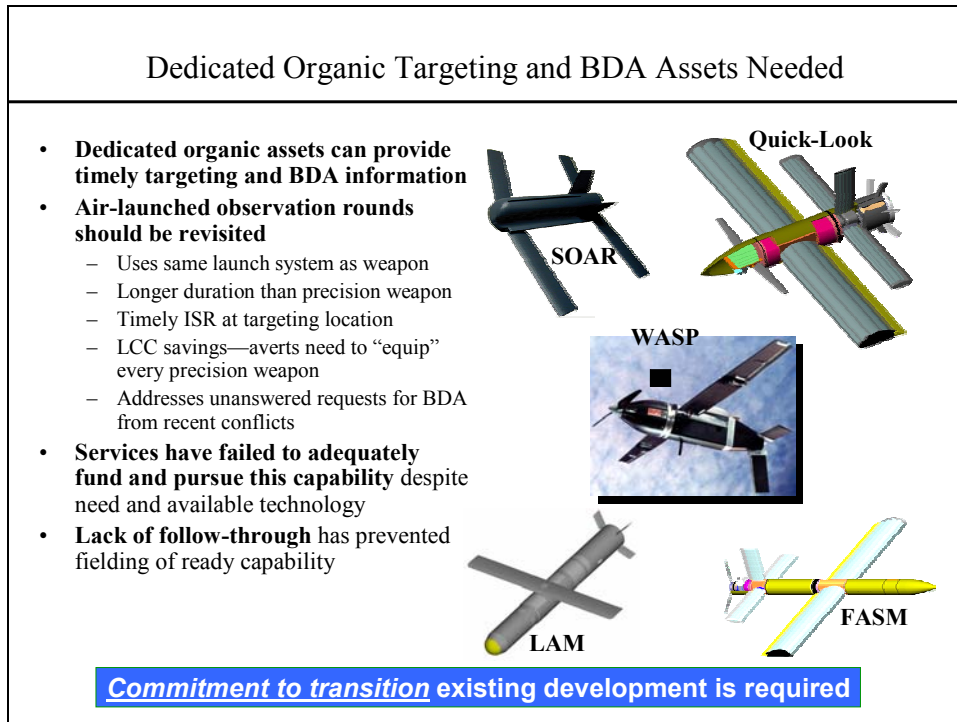 Dedicated Organic Targeting and BDA Assets Needed
• Dedicated organic assets can provide
timely targeting and BDA information
• Air-launched observation rounds
should be revisited
– Uses same launch system as weapon
– Longer duration than precision weapon
– Timely ISR at targeting location
– LCC savings—averts need to “equip”
every precision weapon
– Addresses unanswered requests for BDA
from recent conflicts
• Services have failed to adequately
fund and pursue this capability despite
need and available technology
• Lack of follow-through has prevented
fielding of ready capability
Quick-Look
SOAR
WASP
LAM
FASM
Commitment to transition existing development is required